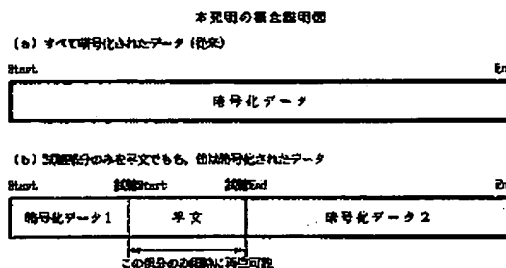 本発明の概念説明図
(a) すべて暗号化されたデータ (従来)
Start
暗号化データ
(b) 試聴部分のみを平文でもち、他は暗号化されたデータ
Start 試聴Start 試聴End
暗号化データ1 平文 暗号化データ2
この部分のみ即時に再生可能